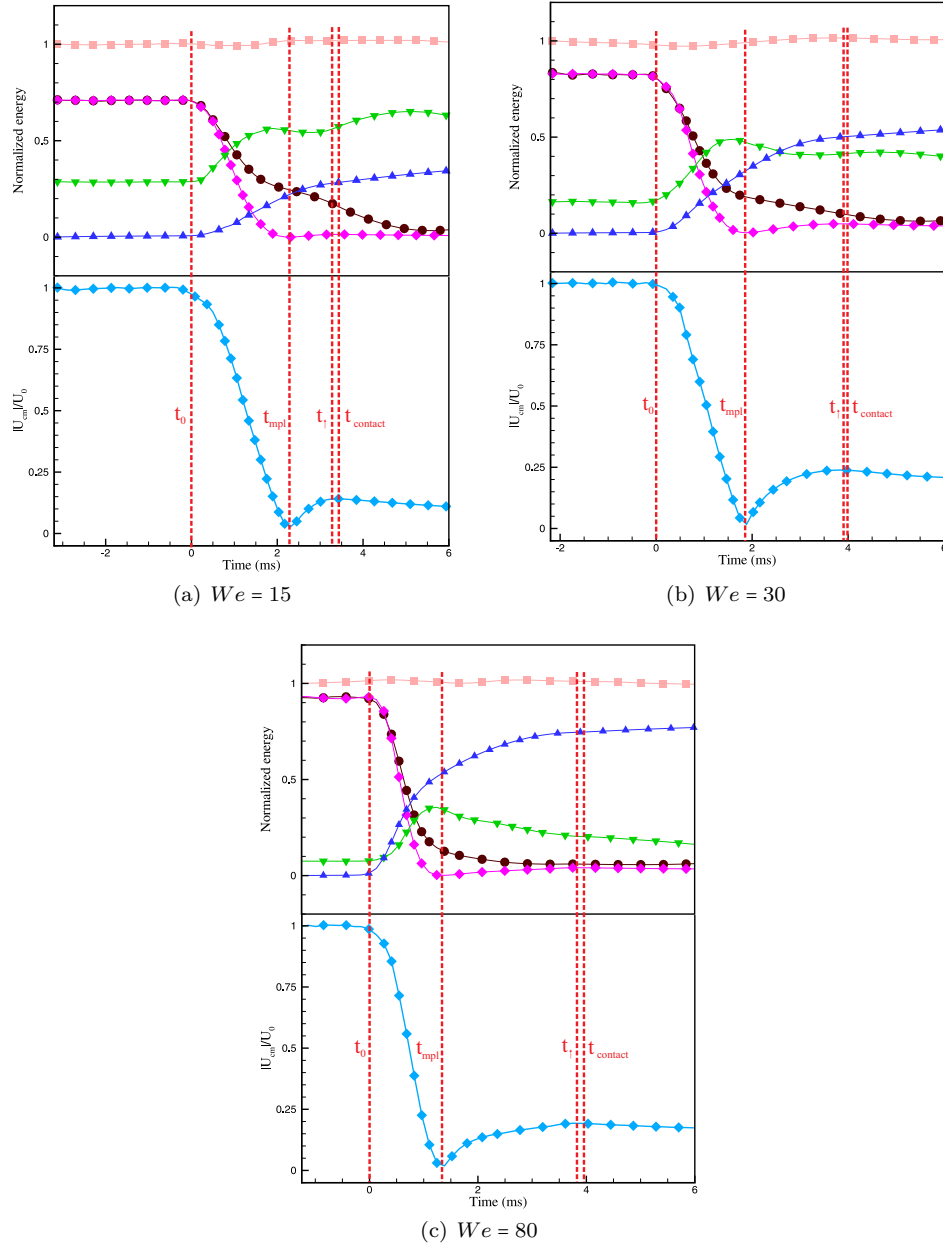 1
0.5
0
Normalized energy
1
0.75
0.5
0.25
0
|U_cm|/U_0
t_0
t_mpl
t_↑
t_contact
0
2
4
6
Time (ms)
(a) We = 15
1
0.5
0
Normalized energy
1
0.75
0.5
0.25
0
|U_cm|/U_0
t_0
t_mpl
t_↑
t_contact
-2
0
2
4
6
Time (ms)
(b) We = 30
1
0.5
0
Normalized energy
1
0.75
0.5
0.25
0
|U_cm|/U_0
t_0
t_mpl
t_↑
t_contact
0
2
4
6
Time (ms)
(c) We = 80